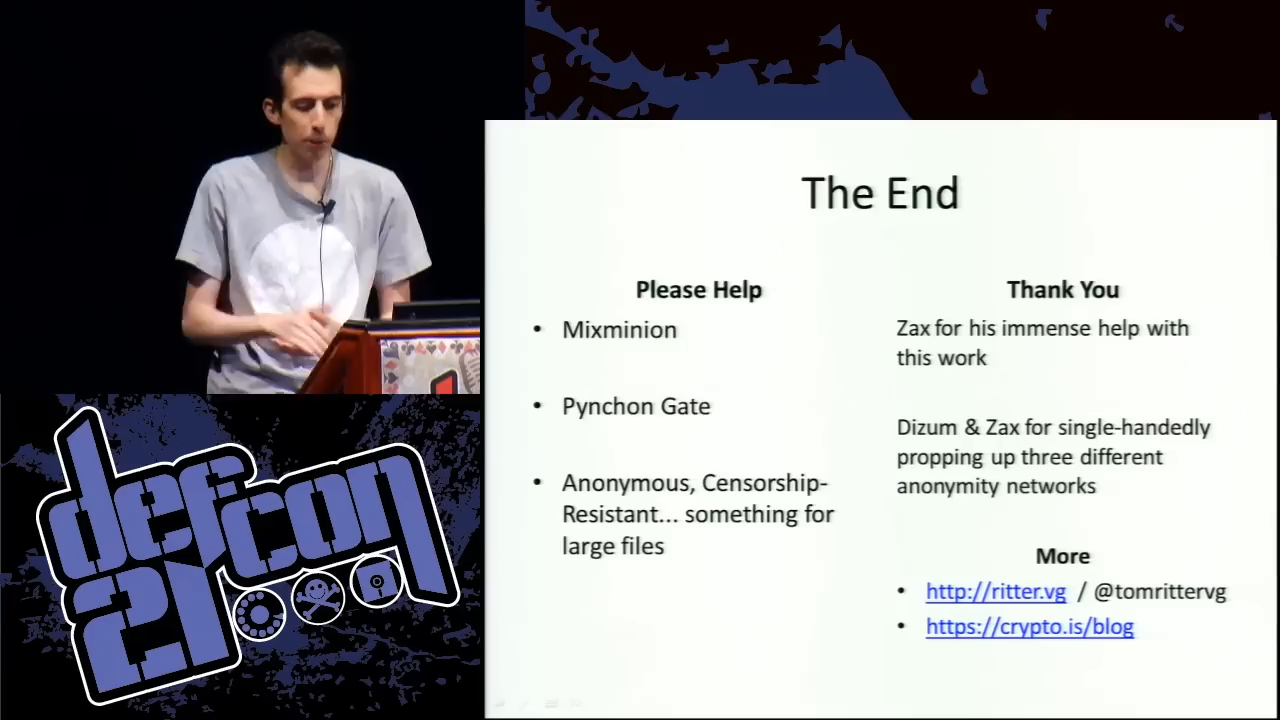 The End
Please Help
• Mixminion
• Pynchon Gate
• Anonymous, Censorship-
Resistant... something for
large files
Thank You
Zax for his immense help with
this work
Dizum & Zax for single-handedly
propping up three different
anonymity networks
More
• http://ritter.vg / @tomrittervg
• https://crypto.is/blog
defcon
21